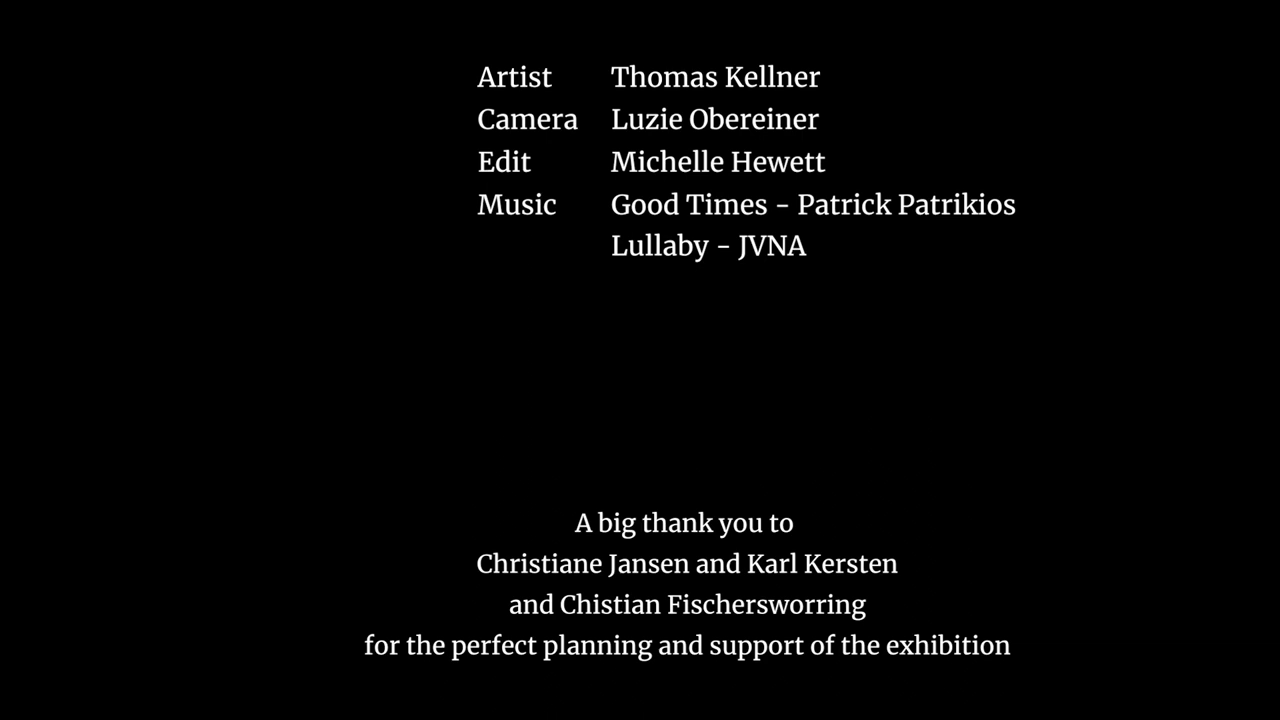 Artist Thomas Kellner
Camera Luzie Obereiner
Edit Michelle Hewett
Music Good Times - Patrick Patrikios
Lullaby - JVNA
A big thank you to
Christiane Jansen and Karl Kersten
and Chistian Fischersworring
for the perfect planning and support of the exhibition